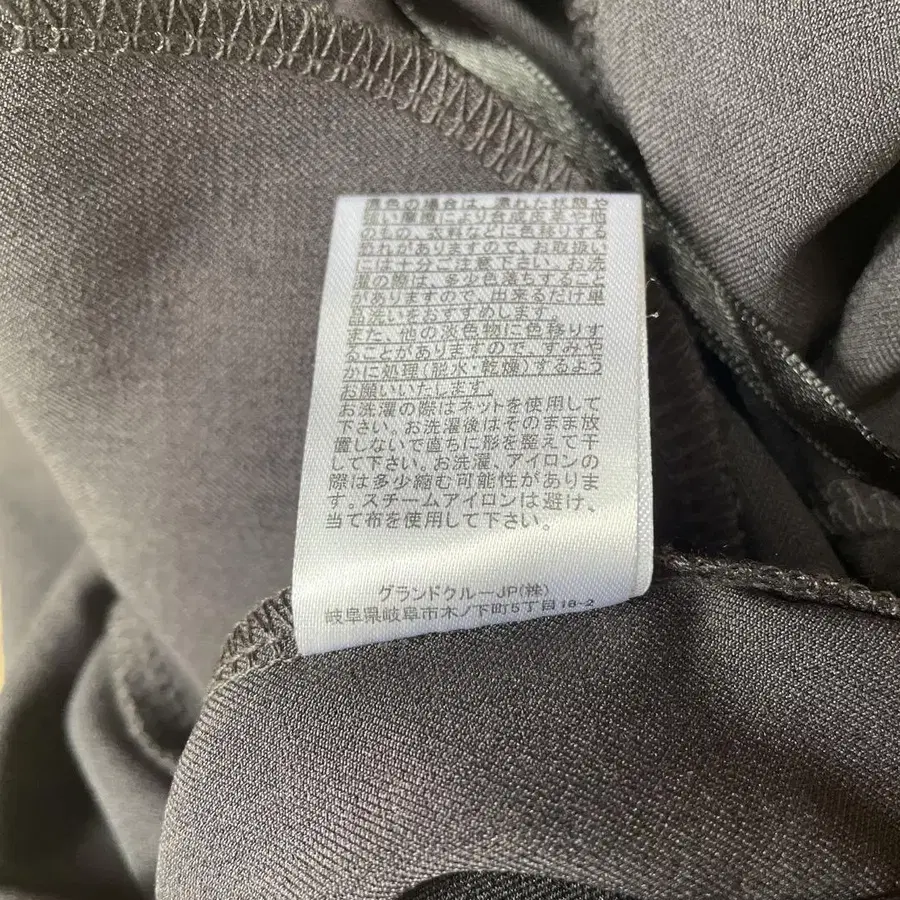 濃色の場合は、濡れた状態や
強い摩擦により合成皮革や他
のもの、衣料などに色移りする
恐れがありますので、お取扱い
には十分ご注意下さい。お洗
濯の際は、多少色落ちすること
がありますので、出来るだけ単
品洗いをおすすめします。
また、他の淡色物に色移りす
ることがありますので、すみや
かに処理(脱水・乾燥)するよう
お願いいたします。
お洗濯の際はネットを使用して
下さい。お洗濯後はそのまま放
置しないで直ちに形を整えて干
して下さい。お洗濯、アイロンの
際は多少縮む可能性がありま
す。スチームアイロンは避け、
当て布を使用して下さい。
グランドクルーJP(株)
岐阜県岐阜市木ノ下町5丁目18-2